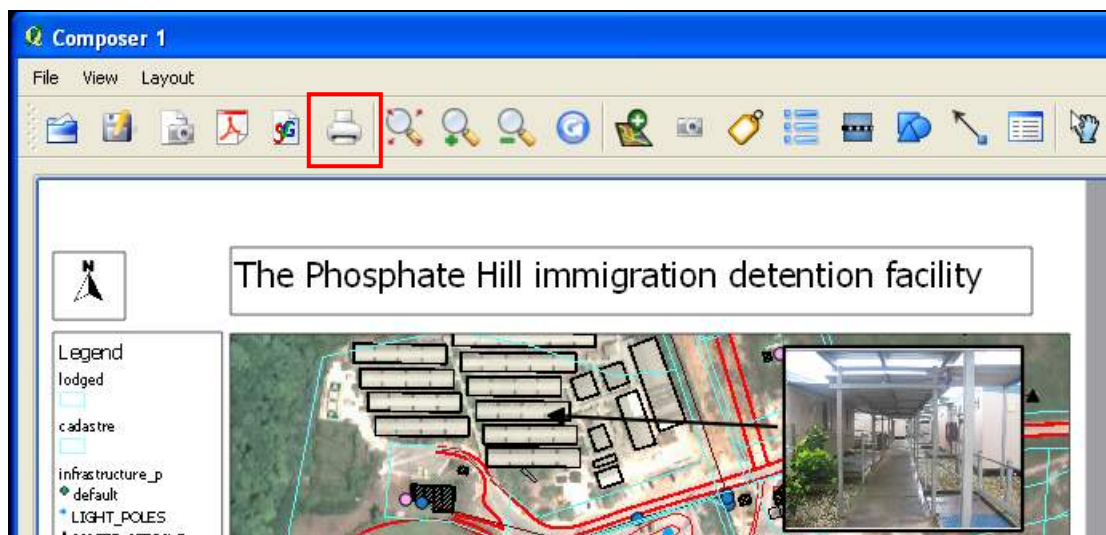 Composer 1
File View Layout
The Phosphate Hill immigration detention facility
N
Legend
lodged
cadastre
infrastructure_p
default
LIGHT_POLES